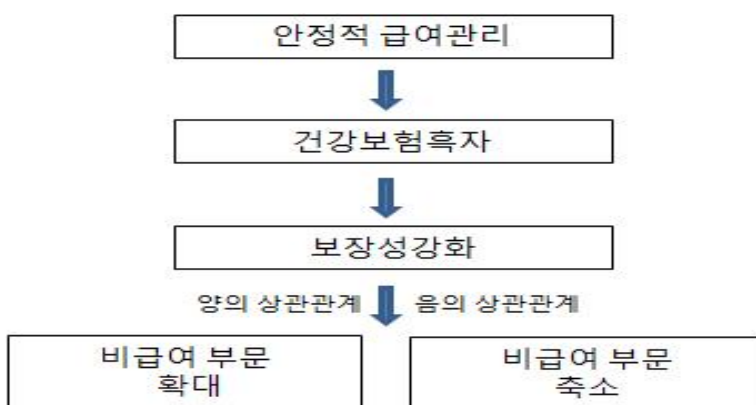 안정적 급여관리
건강보험흑자
보장성강화
양의 상관관계 음의 상관관계
비급여 부문
확대
비급여 부문
축소